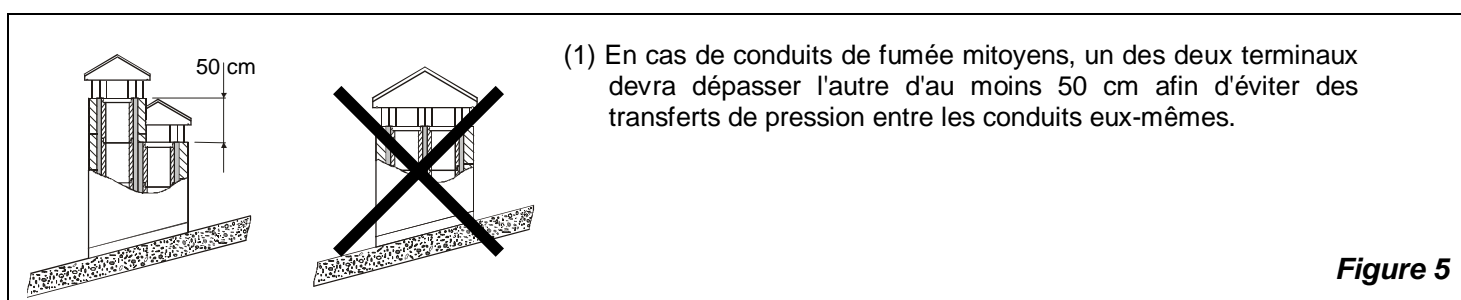 50 cm
(1) En cas de conduits de fumée mitoyens, un des deux terminaux
devra dépasser l'autre d'au moins 50 cm afin d'éviter des
transferts de pression entre les conduits eux-mêmes.
Figure 5